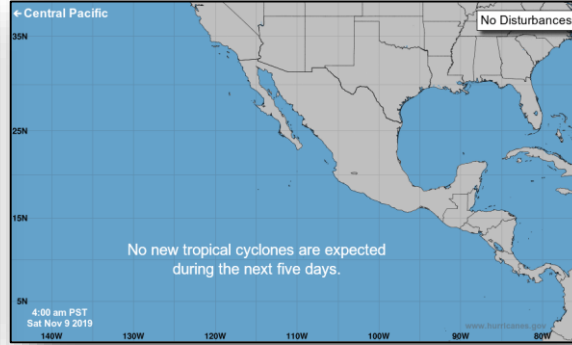 ←Central Pacific
No Disturbances
35N
25N
15N
No new tropical cyclones are expected
during the next five days.
5N
4:00 am PST
Sat Nov 9 2019
www.hurricanes.gov
140W 130W 120W 110W 100W 90W 80W